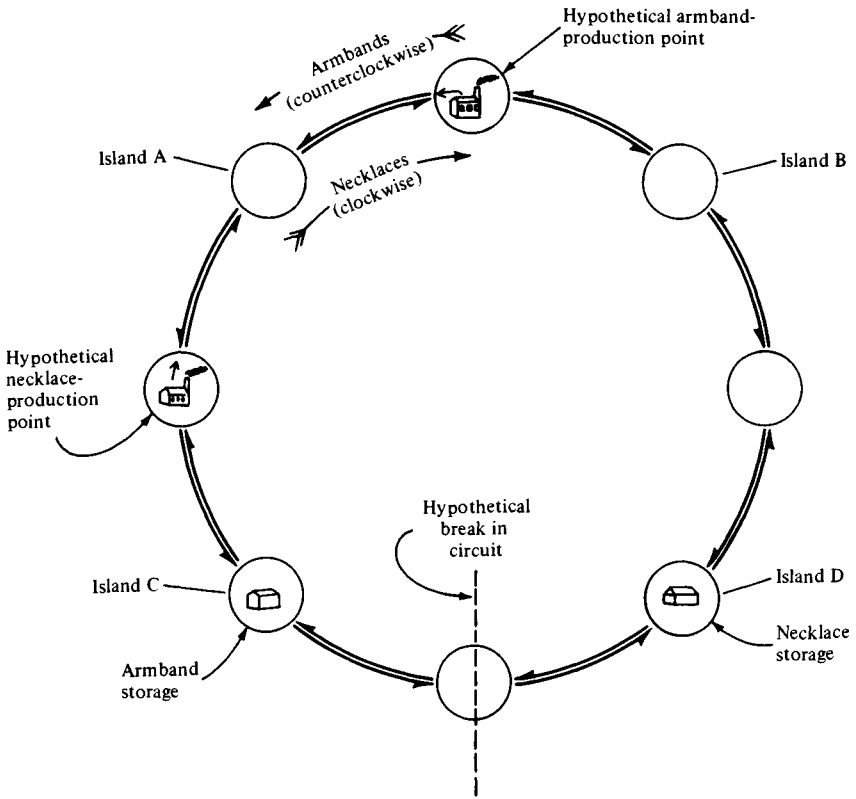 Hypothetical armband-
production point
Armbands
(counterclockwise)
Island A
Island B
Necklaces
(clockwise)
Hypothetical
necklace-
production
point
Hypothetical
break in
circuit
Island C
Island D
Armband
storage
Necklace
storage